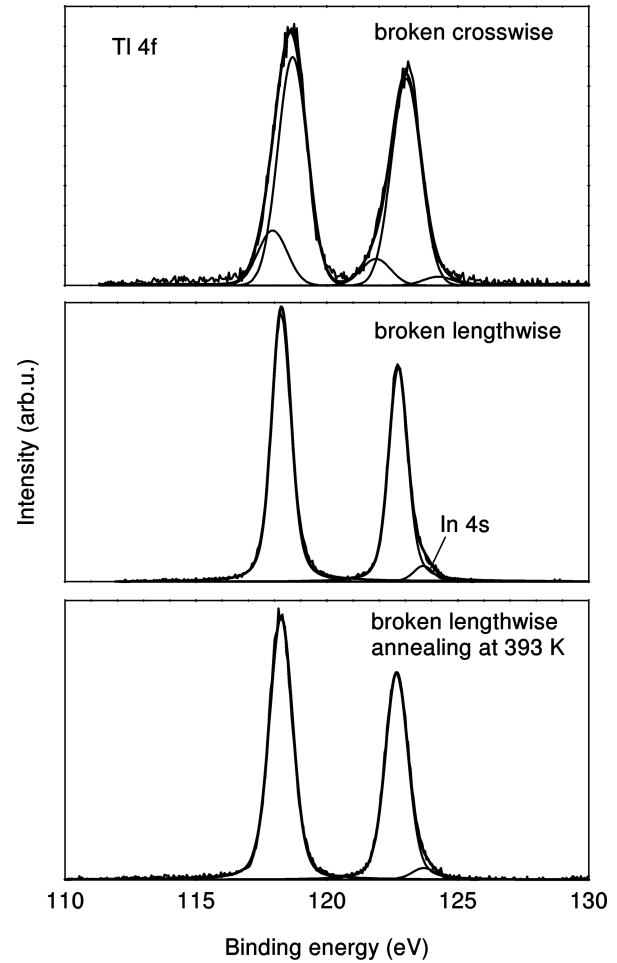 Tl 4f
broken crosswise
broken lengthwise
In 4s
broken lengthwise
annealing at 393 K
Intensity (arb.u.)
110 115 120 125 130
Binding energy (eV)